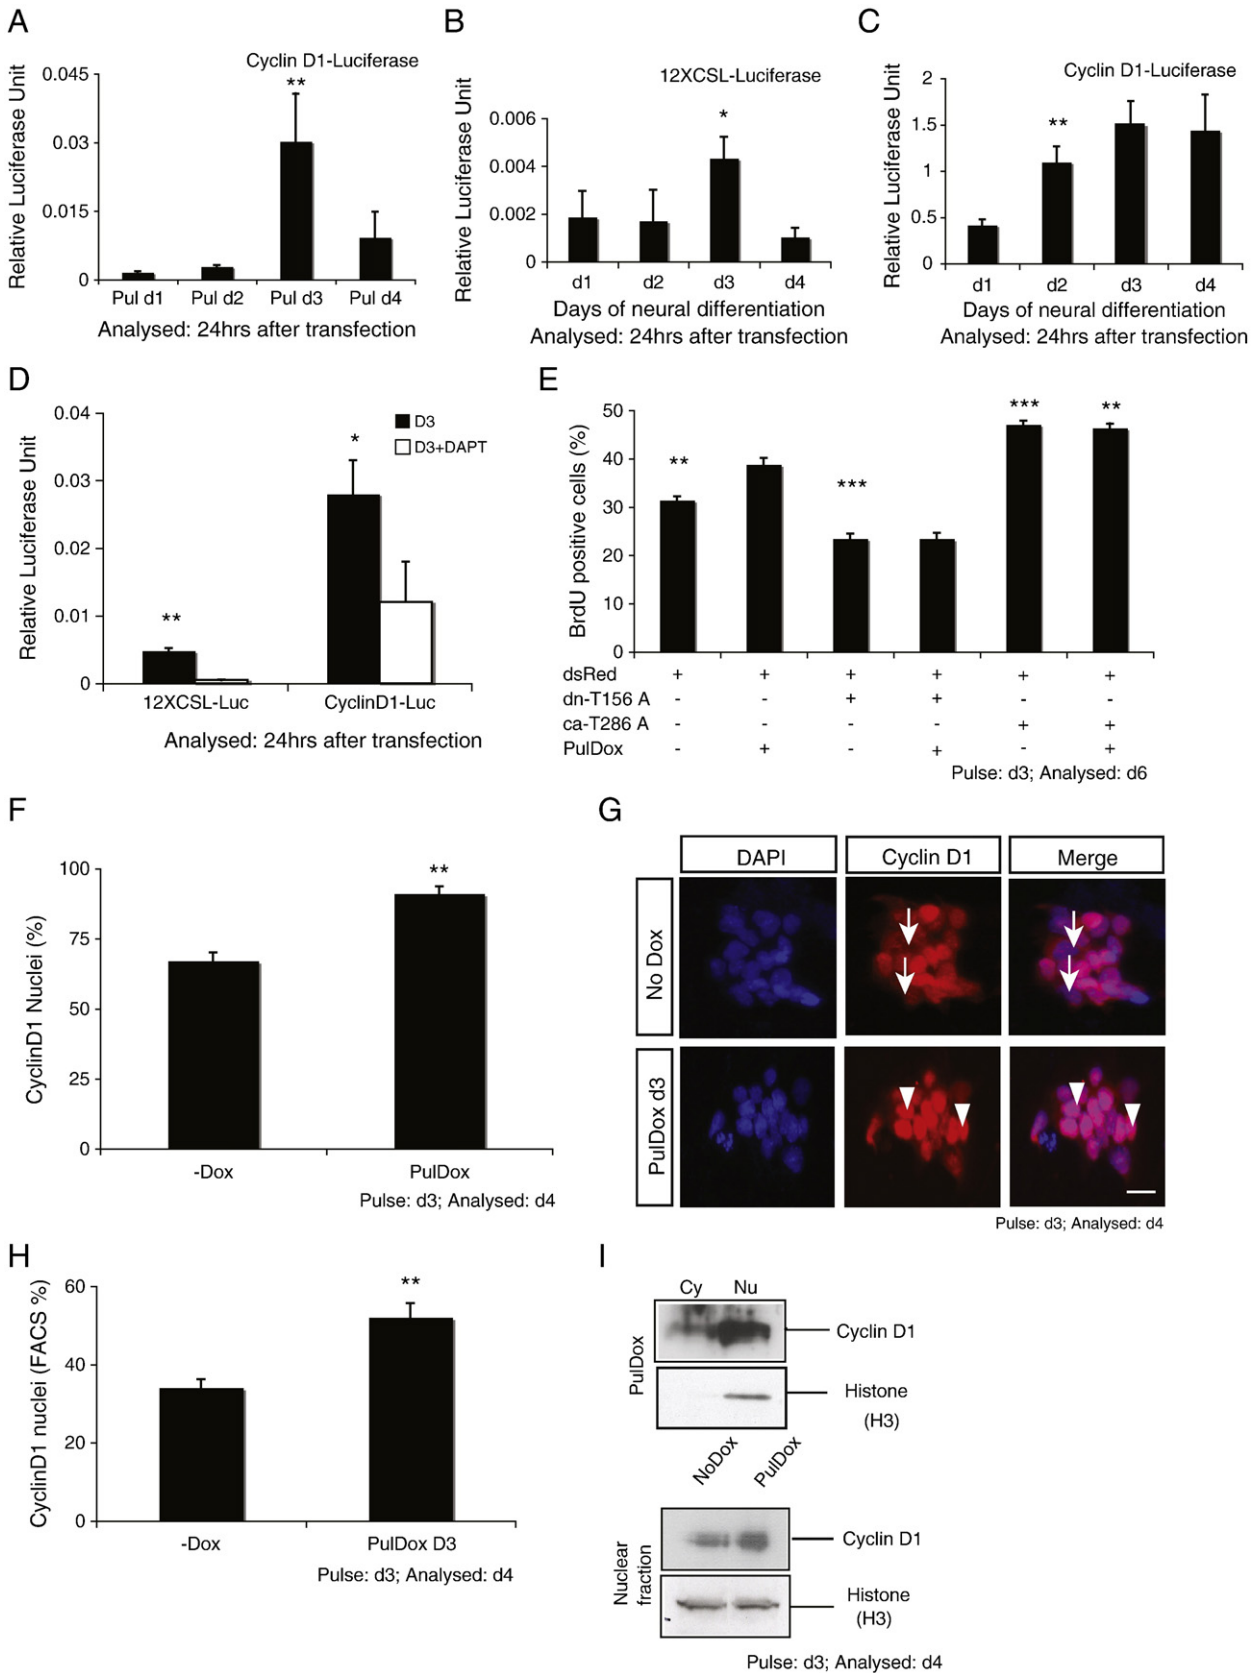 A
Cyclin D1-Luciferase
Relative Luciferase Unit
0.045
0.03
0.015
0
**
Pul d1 Pul d2 Pul d3 Pul d4
Analysed: 24hrs after transfection
B
12XCSL-Luciferase
Relative Luciferase Unit
0.006
0.004
0.002
0
*
d1 d2 d3 d4
Days of neural differentiation
Analysed: 24hrs after transfection
C
Cyclin D1-Luciferase
Relative Luciferase Unit
2
1.5
1
0.5
0
**
d1 d2 d3 d4
Days of neural differentiation
Analysed: 24hrs after transfection
D
Relative Luciferase Unit
0.04
0.03
0.02
0.01
0
D3
D3+DAPT
** *
12XCSL-Luc CyclinD1-Luc
Analysed: 24hrs after transfection
E
BrdU positive cells (%)
50
40
30
20
10
0
** *** *** **
dsRed + + + + + +
dn-T156 A - - + + - -
ca-T286 A - - - - + +
PulDox - + - + - +
Pulse: d3; Analysed: d6
F
CyclinD1 Nuclei (%)
100
75
50
25
0
**
-Dox PulDox
Pulse: d3; Analysed: d4
G
DAPI Cyclin D1 Merge
No Dox
PulDox d3
Pulse: d3; Analysed: d4
H
CyclinD1 nuclei (FACS %)
60
40
20
0
**
-Dox PulDox D3
Pulse: d3; Analysed: d4
I
Cy Nu
PulDox
Cyclin D1
Histone
(H3)
NoDox PulDox
Nuclear
fraction
Cyclin D1
Histone
(H3)
Pulse: d3; Analysed: d4